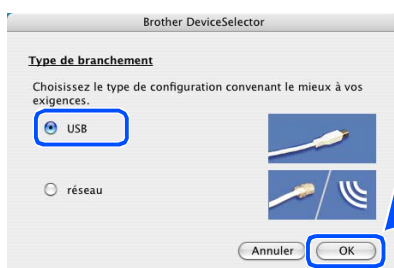 Brother DeviceSelector
Type de branchement
Choisissez le type de configuration convenant le mieux à vos
exigences.
USB
réseau
Annuler OK